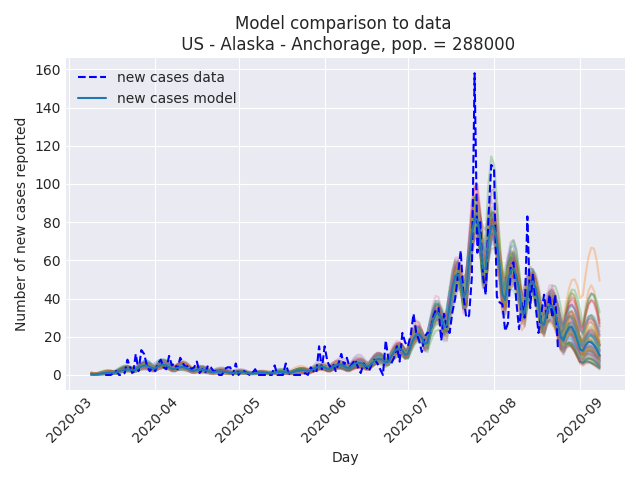 Model comparison to data
US - Alaska - Anchorage, pop. = 288000
new cases data
new cases model
Number of new cases reported
160
140
120
100
80
60
40
20
0
2020-03
2020-04
2020-05
2020-06
2020-07
2020-08
2020-09
Day